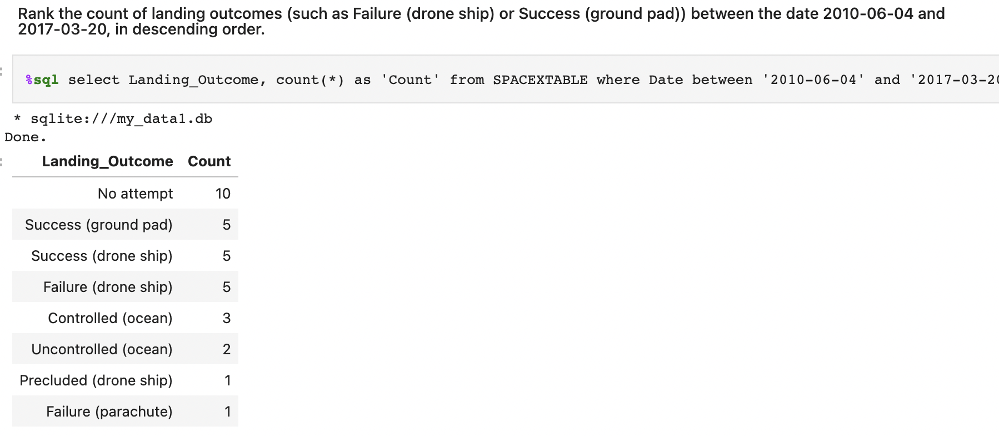 Rank the count of landing outcomes (such as Failure (drone ship) or Success (ground pad)) between the date 2010-06-04 and
2017-03-20, in descending order.
%sql select Landing_Outcome, count(*) as 'Count' from SPACEXTABLE where Date between '2010-06-04' and '2017-03-20
* sqlite:///my_data1.db
Done.
Landing_Outcome Count
No attempt 10
Success (ground pad) 5
Success (drone ship) 5
Failure (drone ship) 5
Controlled (ocean) 3
Uncontrolled (ocean) 2
Precluded (drone ship) 1
Failure (parachute) 1